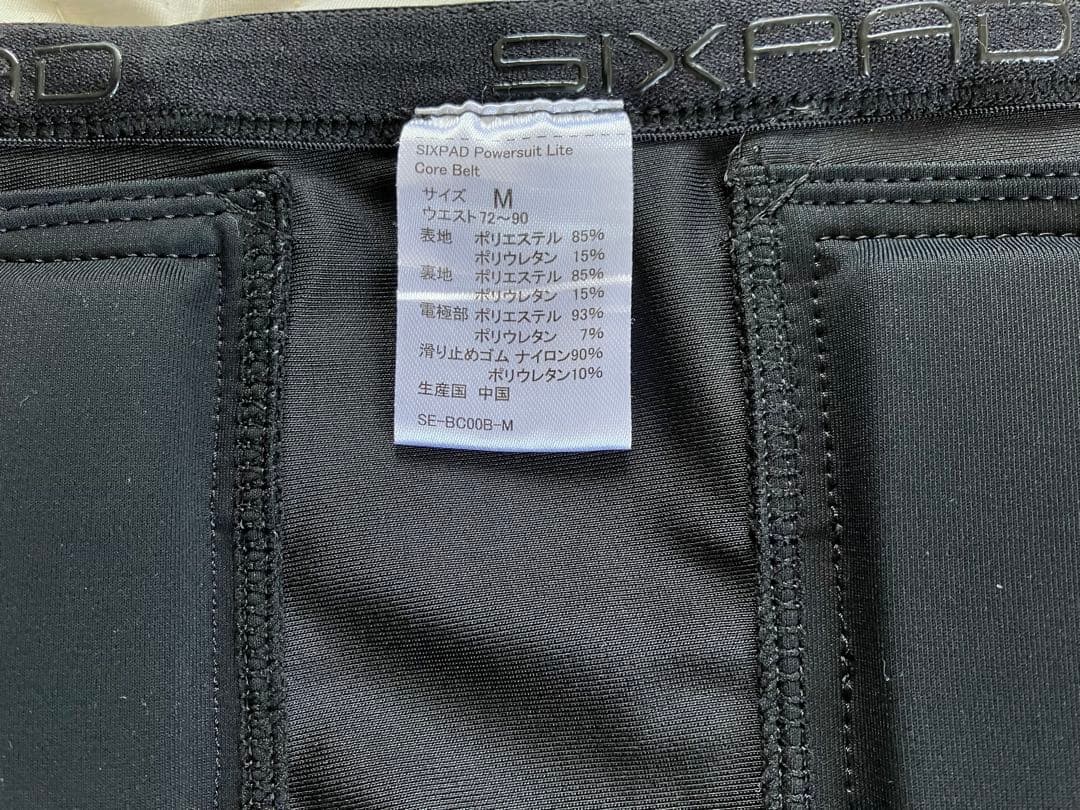 AD
SIXPAD
SIXPAD Powersuit Lite
Core Belt
サイズ M
ウエスト72～90
表地 ポリエステル 85%
ポリウレタン 15%
裏地 ポリエステル 85%
ポリウレタン 15%
電極部 ポリエステル 93%
ポリウレタン 7%
滑り止めゴム ナイロン90%
ポリウレタン10%
生産国 中国
SE-BC00B-M